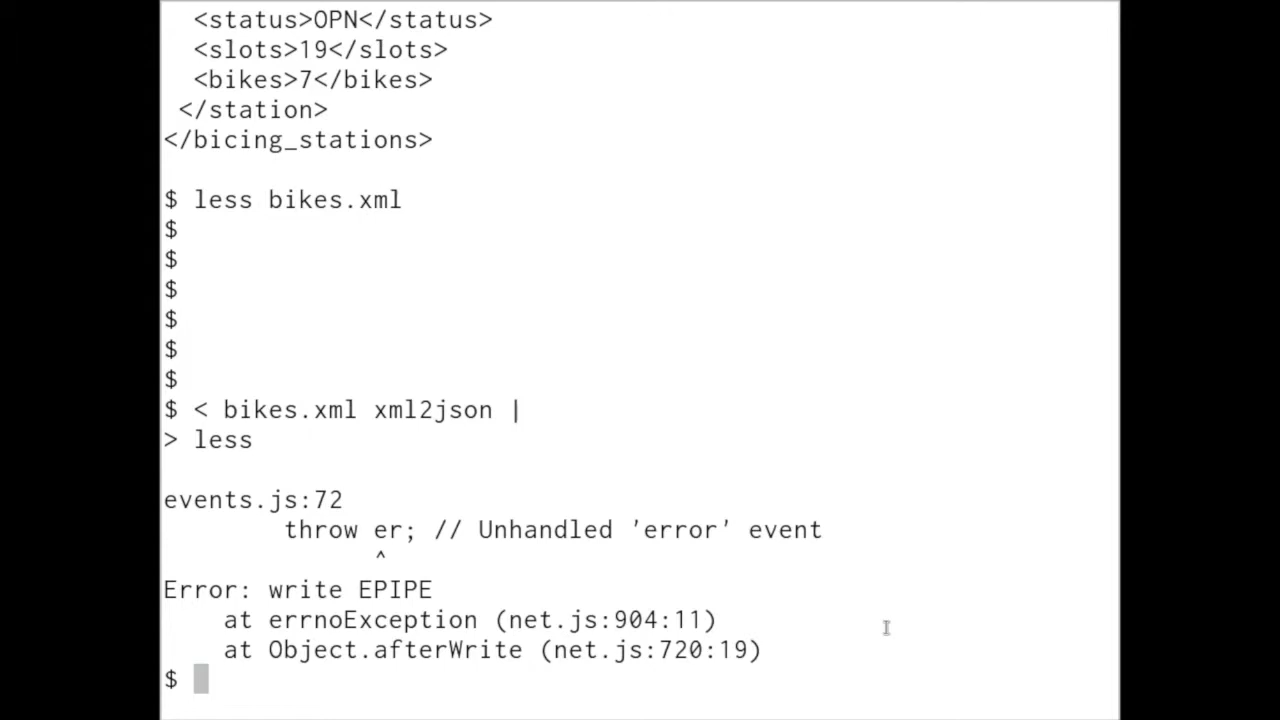 <status>OPN</status>
<slots>19</slots>
<bikes>7</bikes>
</station>
</bicing_stations>
$ less bikes.xml
$
$
$
$
$
$
$ < bikes.xml xml2json |
> less
events.js:72
throw er; // Unhandled 'error' event
^
Error: write EPIPE
at errnoException (net.js:904:11)
at Object.afterWrite (net.js:720:19)
$